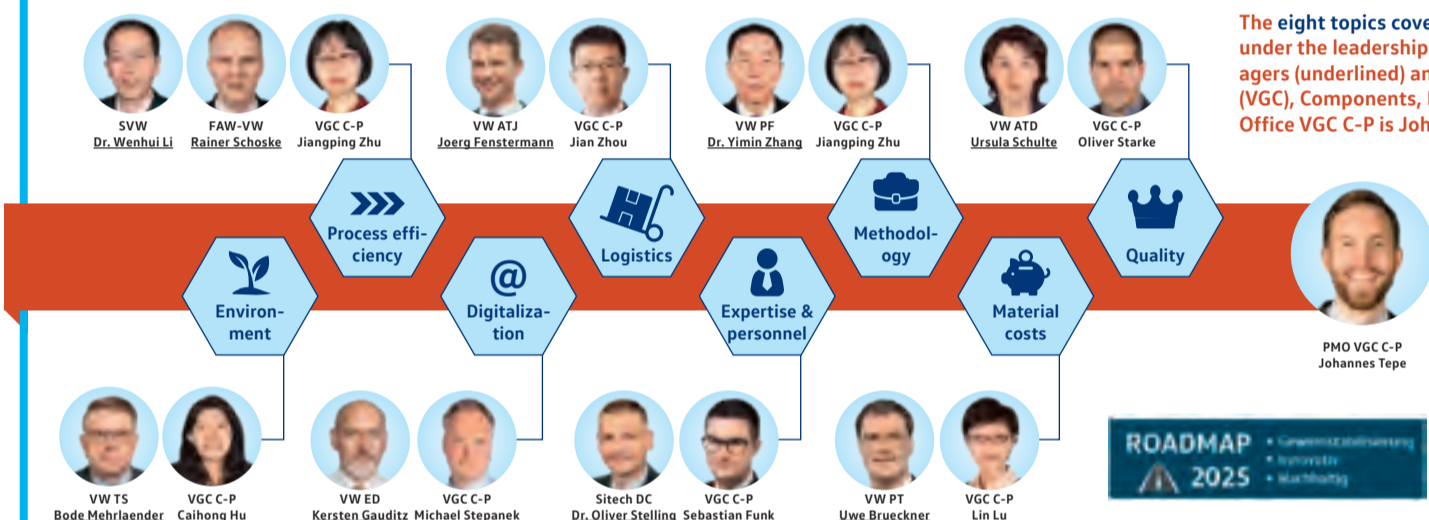 The eight topics cove
under the leadership
agers (underlined) an
(VGC), Components,
Office VGC C-P is Joh
SVW
Dr. Wenhui Li
FAW-VW
Rainer Schoske
VGC C-P
Jiangping Zhu
VW ATJ
Joerg Fenstermann
VGC C-P
Jian Zhou
VW PF
Dr. Yimin Zhang
VGC C-P
Jiangping Zhu
VW ATD
Ursula Schulte
VGC C-P
Oliver Starke
Process effi-
ciency
Logistics
Methodol-
ogy
Quality
Environ-
ment
@
Digitaliza-
tion
Expertise &
personnel
Material
costs
PMO VGC C-P
Johannes Tepe
VW TS
Bode Mehrlaender
VGC C-P
Caihong Hu
VW ED
Kersten Gauditz
VGC C-P
Michael Stepanek
Sitech DC
Dr. Oliver Stelling
VGC C-P
Sebastian Funk
VW PT
Uwe Brueckner
VGC C-P
Lin Lu
ROADMAP
2025
• Innovativ
• Nachhaltig